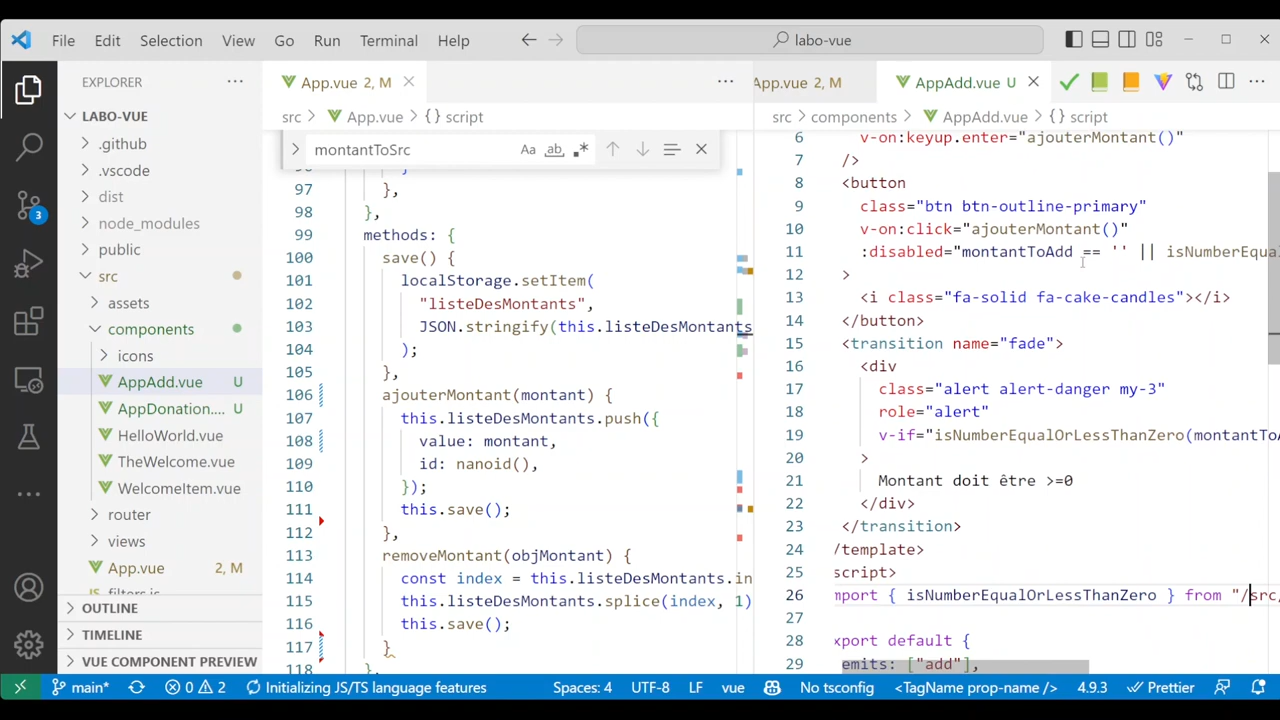 File Edit Selection View Go Run Terminal Help labo-vue
EXPLORER
LABO-VUE
.github
.vscode
dist
node_modules
public
src
assets
components
icons
AppAdd.vue U
AppDonation.... U
HelloWorld.vue
TheWelcome.vue
WelcomeItem.vue
router
views
App.vue 2, M
OUTLINE
TIMELINE
VUE COMPONENT PREVIEW
3
App.vue 2, M
src App.vue {} script
montantToSrc Aa ab
97 },
98 },
99 methods: {
100 save() {
101 localStorage.setItem(
102 "listeDesMontants",
103 JSON.stringify(this.listeDesMontants
104 );
105 },
106 ajouterMontant(montant) {
107 this.listeDesMontants.push({
108 value: montant,
109 id: nanoid(),
110 });
111 this.save();
112 },
113 removeMontant(objMontant) {
114 const index = this.listeDesMontants.in
115 this.listeDesMontants.splice(index, 1)
116 this.save();
117 }
118 },
App.vue 2, M AppAdd.vue U
src components AppAdd.vue {} script
6 v-on:keyup.enter="ajouterMontant()"
7 />
8 <button
9 class="btn btn-outline-primary"
10 v-on:click="ajouterMontant()"
11 :disabled="montantToAdd == '' || isNumberEqua
12 >
13 <i class="fa-solid fa-cake-candles"></i>
14 </button>
15 <transition name="fade">
16 <div
17 class="alert alert-danger my-3"
18 role="alert"
19 v-if="isNumberEqualOrLessThanZero(montantToA
20 >
21 Montant doit être >=0
22 </div>
23 </transition>
24 /template>
25 script>
26 mport { isNumberEqualOrLessThanZero } from "/src/
27
28 xport default {
29 emits: ["add"],
main* 0 2 Initializing JS/TS language features Spaces: 4 UTF-8 LF vue No tsconfig <TagName prop-name /> 4.9.3 Prettier